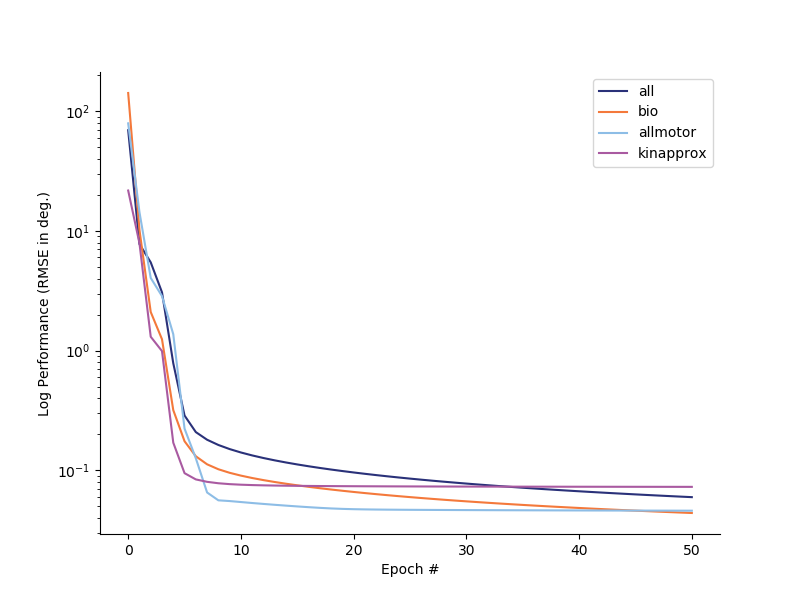 all
bio
allmotor
kinapprox
Log Performance (RMSE in deg.)
10²
10¹
10⁰
10⁻¹
0 10 20 30 40 50
Epoch #